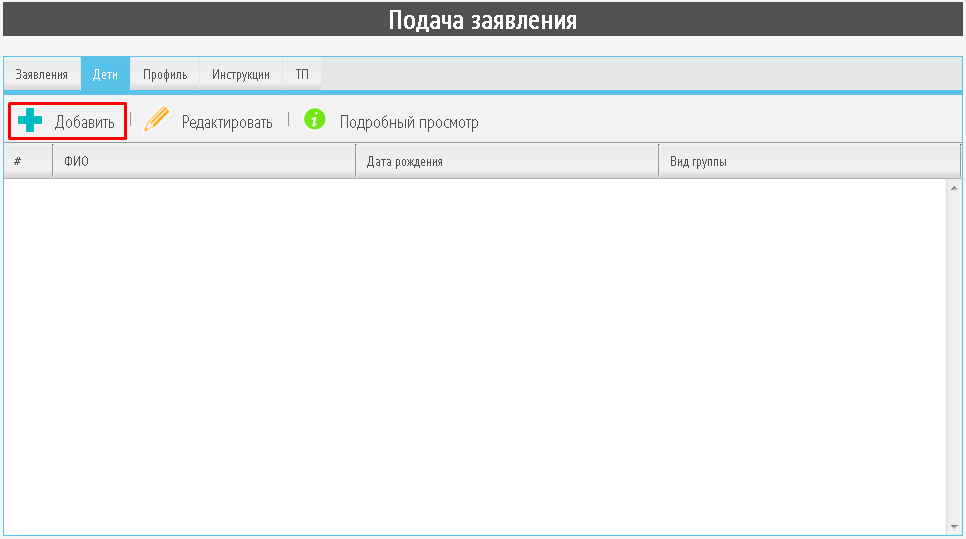 Подача заявления
Заявления Дети Профиль Инструкции ТП
Добавить Редактировать Подробный просмотр
# ФИО Дата рождения Вид группы